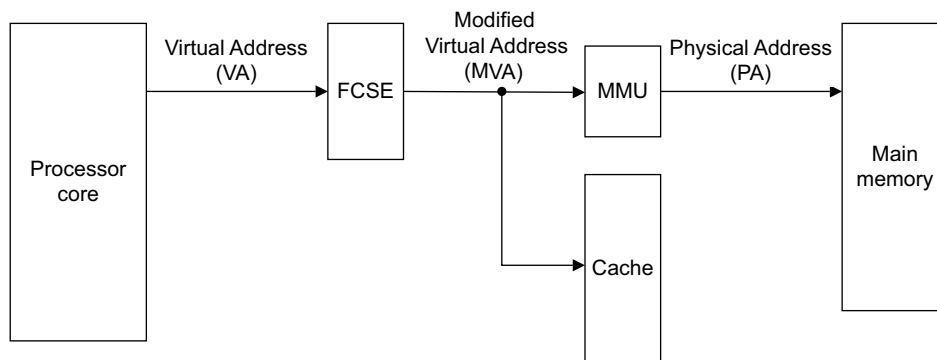 Modified
Virtual Address
(MVA)
Virtual Address
(VA)
Physical Address
(PA)
FCSE
MMU
Processor
core
Main
memory
Cache